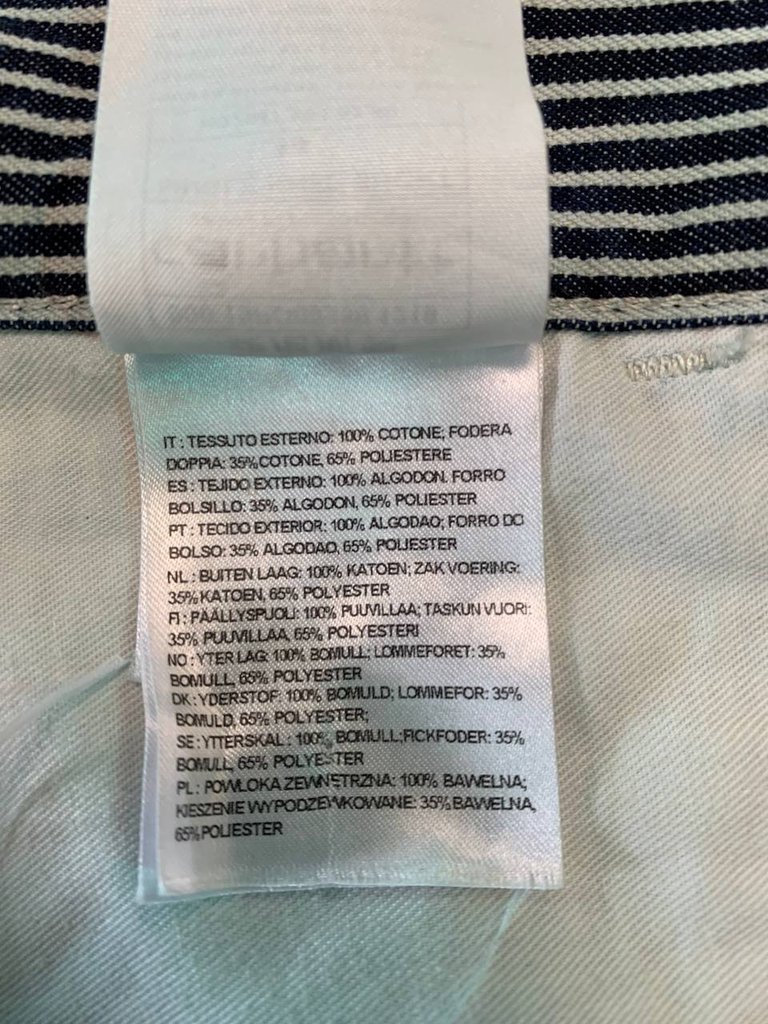 IT : TESSUTO ESTERNO: 100% COTONE; FODERA
DOPPIA: 35%COTONE, 65% POLIESTERE
ES : TEJIDO EXTERNO: 100% ALGODON. FORRO
BOLSILLO: 35% ALGODON, 65% POLIESTER
PT : TECIDO EXTERIOR: 100% ALGODAO; FORRO DO
BOLSO: 35% ALGODAO, 65% POLIESTER
NL : BUITEN LAAG: 100% KATOEN; ZAK VOERING:
35% KATOEN, 65% POLYESTER
FI : PÄÄLLYSPUOLI: 100% PUUVILLAA; TASKUN VUORI:
35% PUUVILLAA, 65% POLYESTERI
NO : YTER LAG: 100% BOMULL; LOMMEFORET: 35%
BOMULL, 65% POLYESTER
DK : YDERSTOF: 100% BOMULD; LOMMEFOR: 35%
BOMULD, 65% POLYESTER;
SE : YTTERSKAL : 100%, BOMULL;FICKFODER: 35%
BOMULL, 65% POLYESTER
PL : POWLOKA ZEWNĘTRZNA: 100% BAWELNA;
KIESZENIE WYPODZEWKOWANE: 35% BAWELNA,
65% POLIESTER